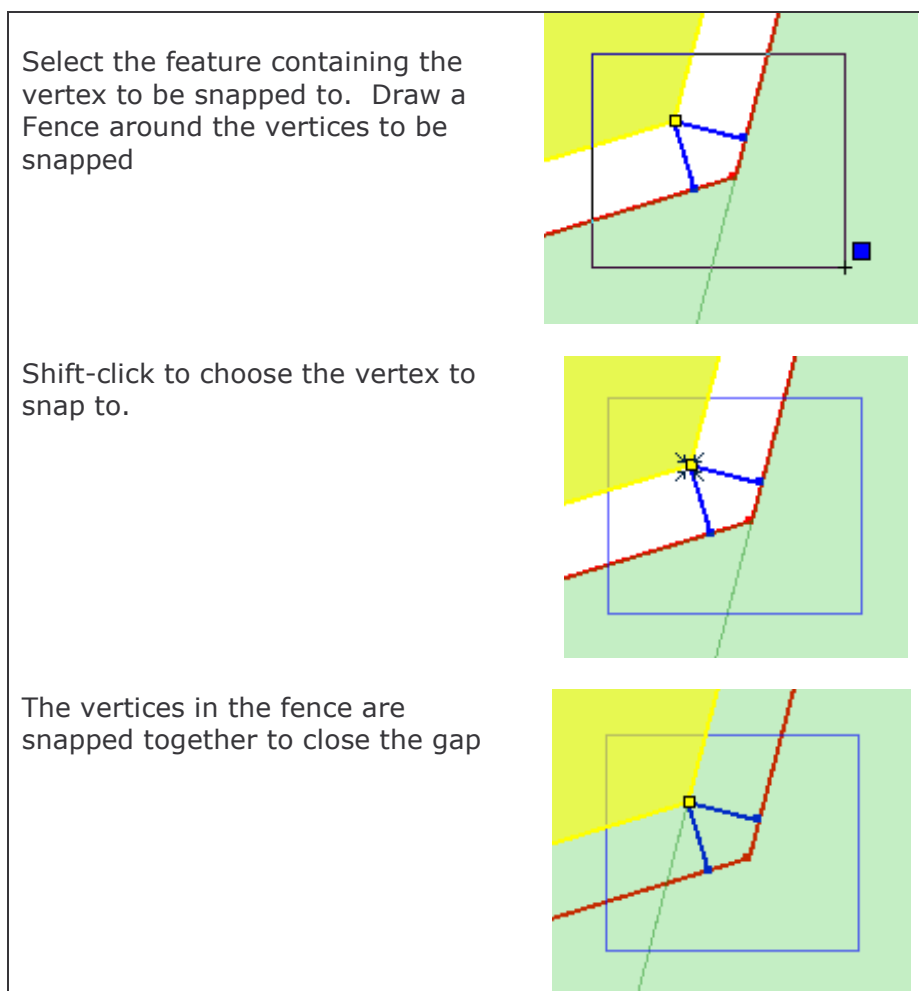 Select the feature containing the
vertex to be snapped to.  Draw a
Fence around the vertices to be
snapped
Shift-click to choose the vertex to
snap to.
The vertices in the fence are
snapped together to close the gap